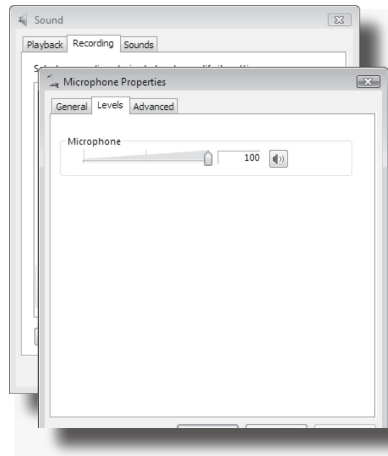 Sound
Playback Recording Sounds
Microphone Properties
General Levels Advanced
Microphone
100